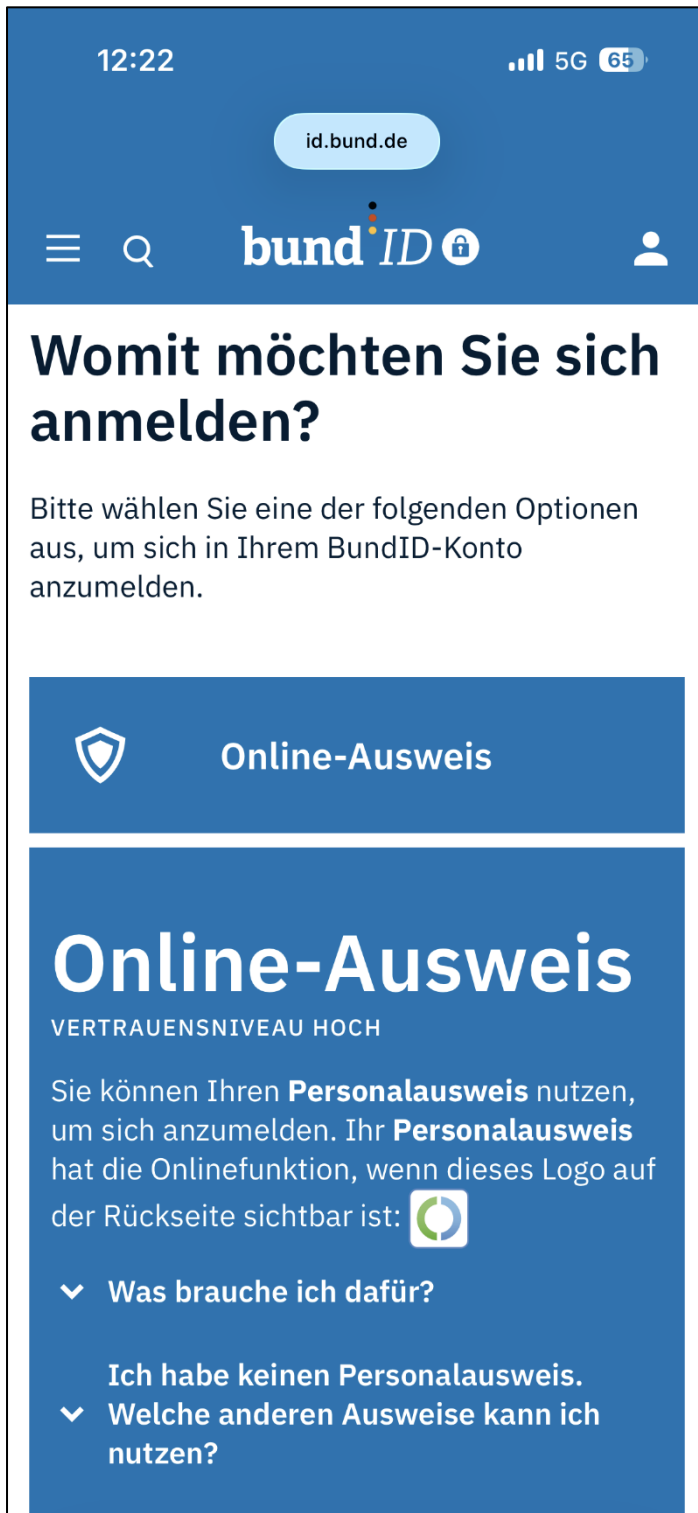 12:22 5G 65
id.bund.de
bund ID
Womit möchten Sie sich
anmelden?
Bitte wählen Sie eine der folgenden Optionen
aus, um sich in Ihrem BundID-Konto
anzumelden.
Online-Ausweis
Online-Ausweis
VERTRAUENSNIVEAU HOCH
Sie können Ihren Personalausweis nutzen,
um sich anzumelden. Ihr Personalausweis
hat die Onlinefunktion, wenn dieses Logo auf
der Rückseite sichtbar ist:
Was brauche ich dafür?
Ich habe keinen Personalausweis.
Welche anderen Ausweise kann ich
nutzen?